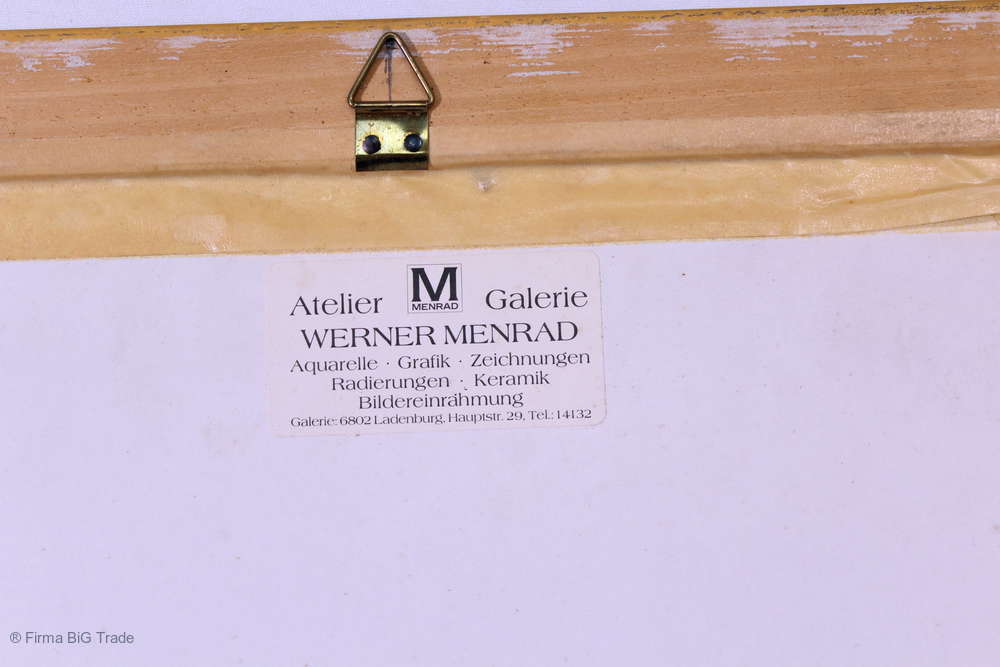 Atelier M Galerie
MENRAD
WERNER MENRAD
Aquarelle · Grafik · Zeichnungen
Radierungen · Keramik
Bildereinrähmung
Galerie: 6802 Ladenburg, Hauptstr. 29, Tel.: 14132
® Firma BiG Trade